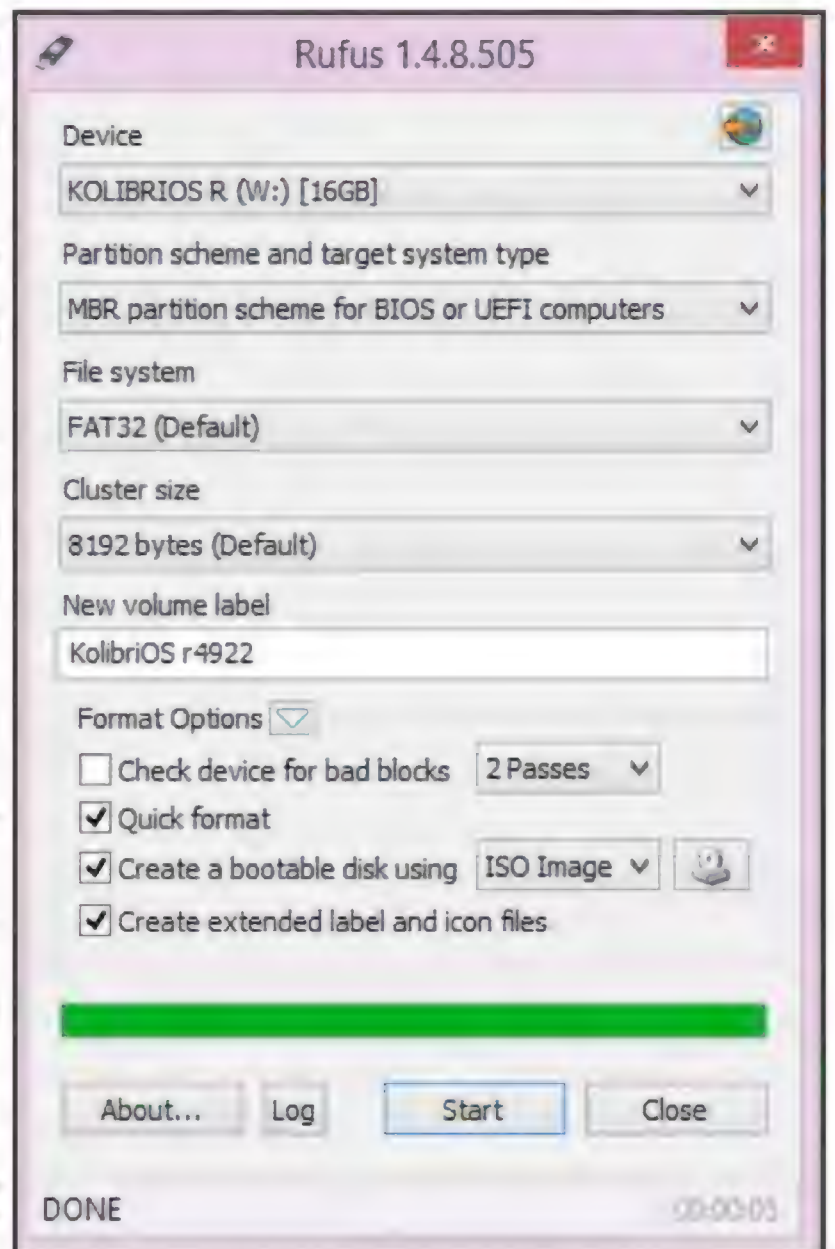 Rufus 1.4.8.505
Device
KOLIBRIOS R (W:) [16GB]
Partition scheme and target system type
MBR partition scheme for BIOS or UEFI computers
File system
FAT32 (Default)
Cluster size
8192 bytes (Default)
New volume label
KolibriOS r4922
Format Options
Check device for bad blocks 2 Passes
Quick format
Create a bootable disk using ISO Image
Create extended label and icon files
About... Log Start Close
DONE